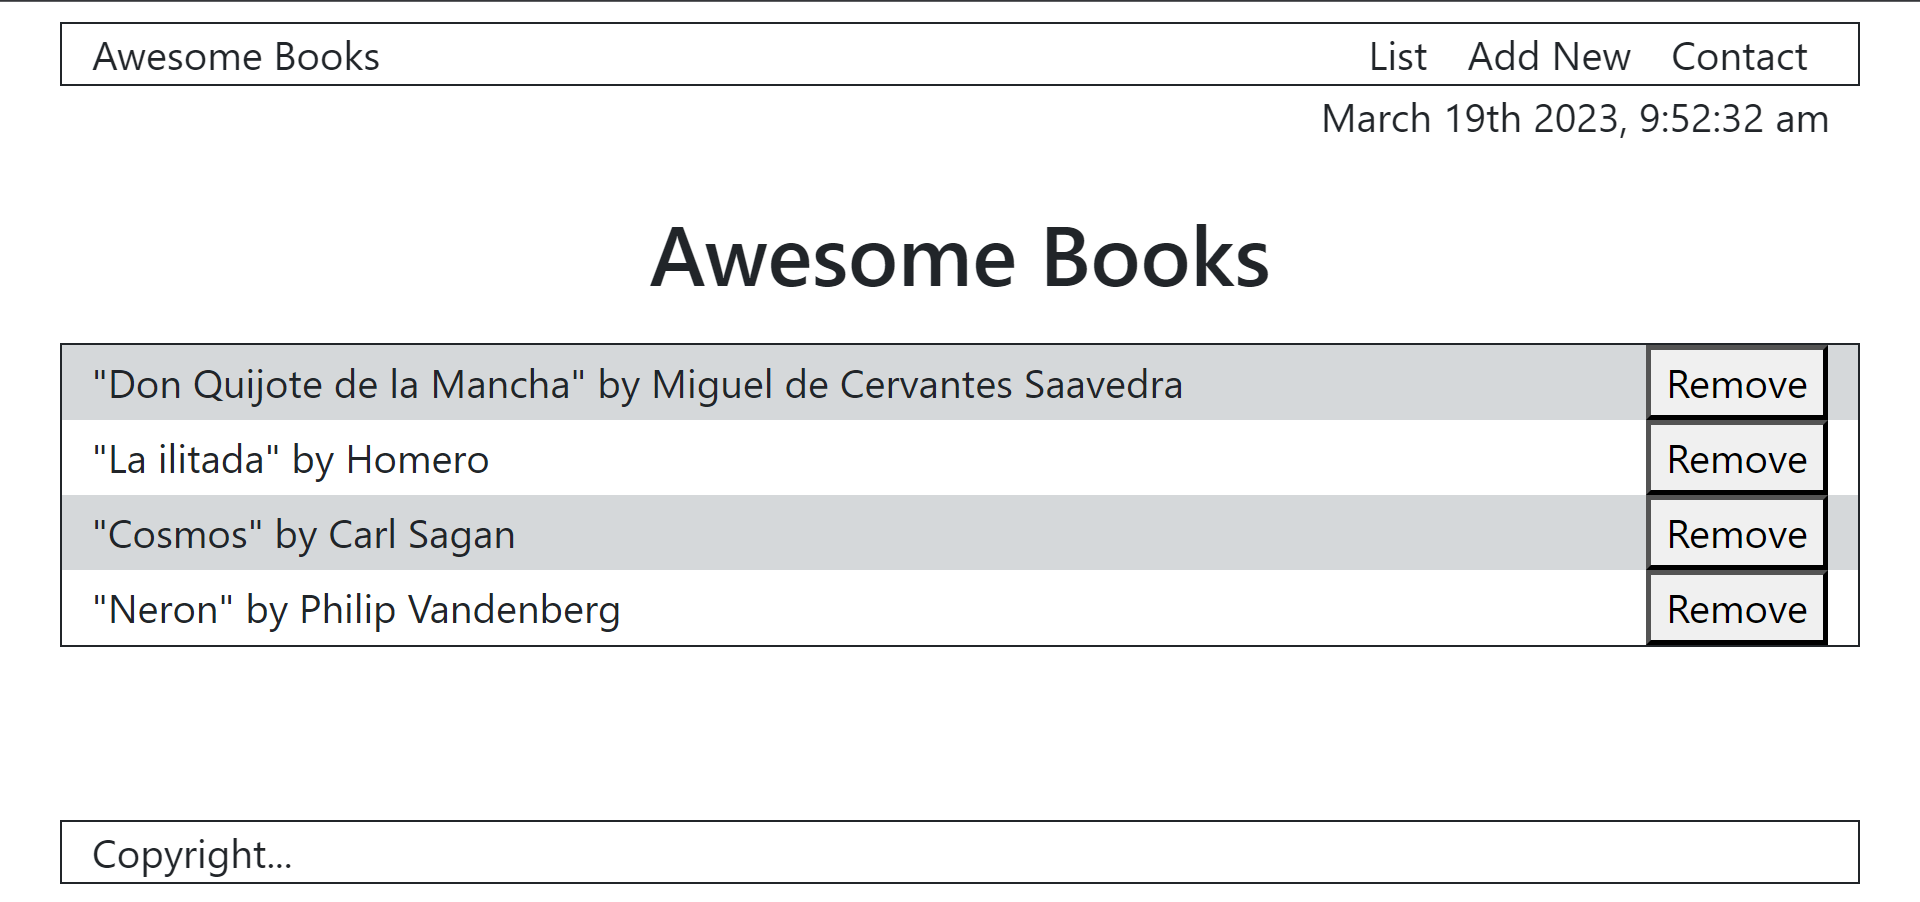 Awesome Books List Add New Contact
March 19th 2023, 9:52:32 am
Awesome Books
"Don Quijote de la Mancha" by Miguel de Cervantes Saavedra Remove
"La ilitada" by Homero Remove
"Cosmos" by Carl Sagan Remove
"Neron" by Philip Vandenberg Remove
Copyright...